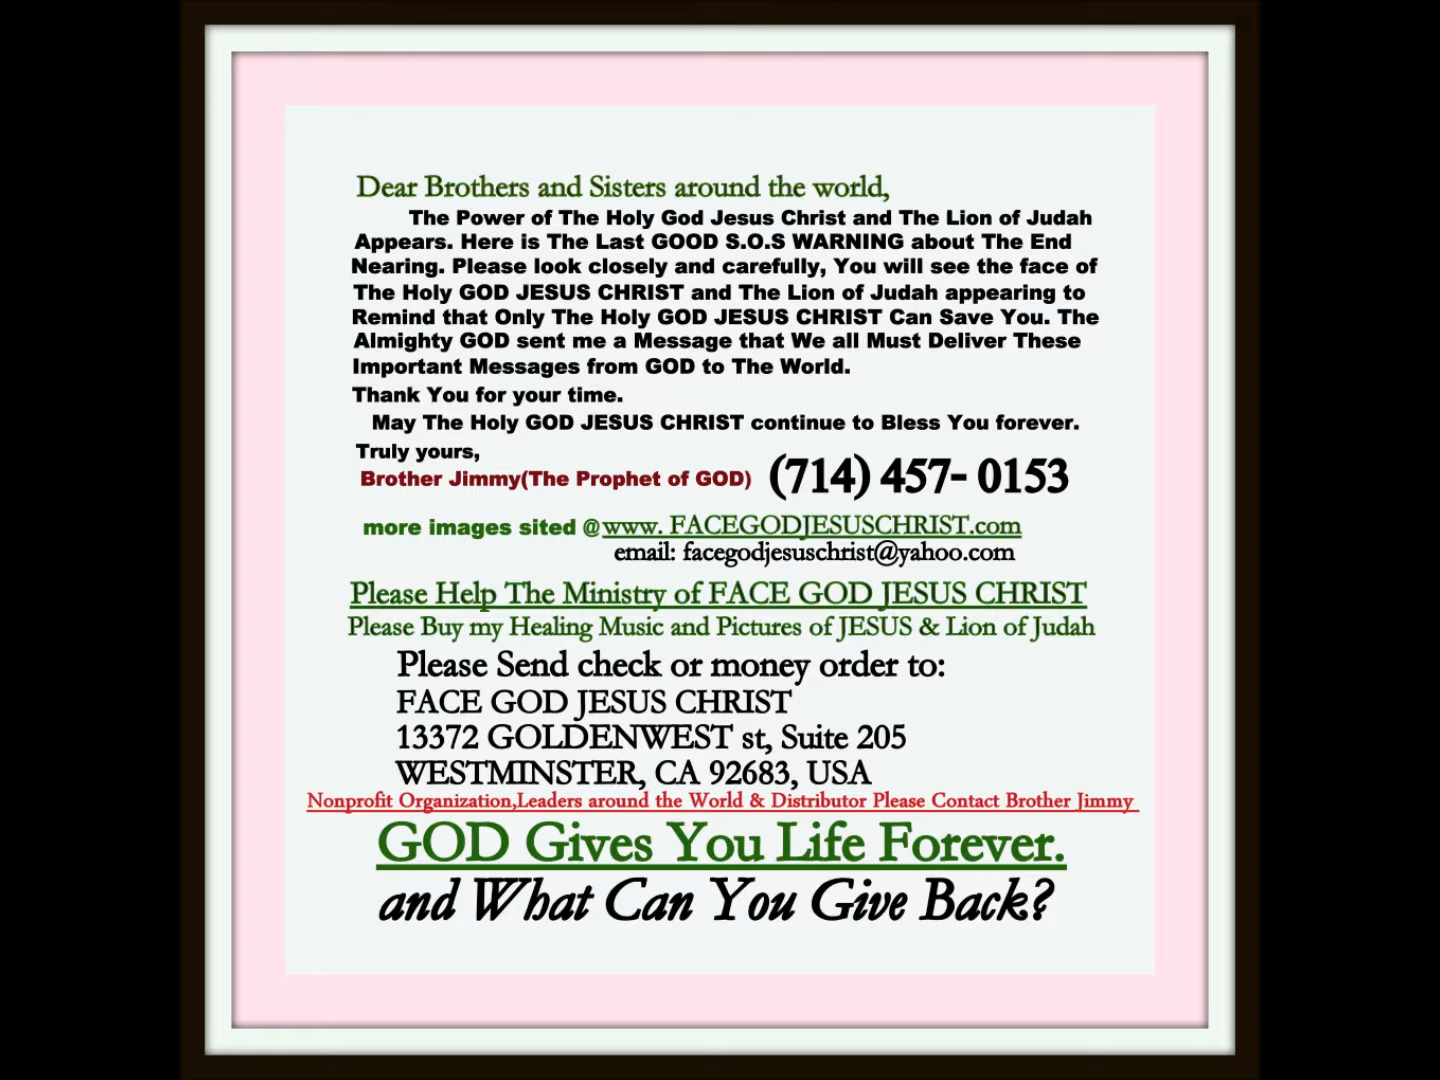 Dear Brothers and Sisters around the world,
The Power of The Holy God Jesus Christ and The Lion of Judah
Appears. Here is The Last GOOD S.O.S WARNING about The End
Nearing. Please look closely and carefully, You will see the face of
The Holy GOD JESUS CHRIST and The Lion of Judah appearing to
Remind that Only The Holy GOD JESUS CHRIST Can Save You. The
Almighty GOD sent me a Message that We all Must Deliver These
Important Messages from GOD to The World.
Thank You for your time.
May The Holy GOD JESUS CHRIST continue to Bless You forever.
Truly yours,
Brother Jimmy(The Prophet of GOD) (714) 457- 0153
more images sited @www. FACEGODJESUSCHRIST.com
email: facegodjesuschrist@yahoo.com
Please Help The Ministry of FACE GOD JESUS CHRIST
Please Buy my Healing Music and Pictures of JESUS & Lion of Judah
Please Send check or money order to:
FACE GOD JESUS CHRIST
13372 GOLDENWEST st, Suite 205
WESTMINSTER, CA 92683, USA
Nonprofit Organization,Leaders around the World & Distributor Please Contact Brother Jimmy
GOD Gives You Life Forever.
and What Can You Give Back?